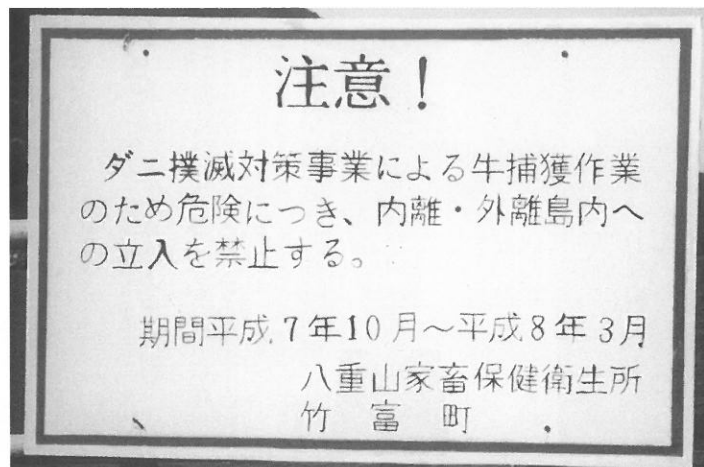 注意！
ダニ撲滅対策事業による牛捕獲作業
のため危険につき、内離・外離島内へ
の立入を禁止する。
期間平成7年10月～平成8年3月
八重山家畜保健衛生所
竹富町